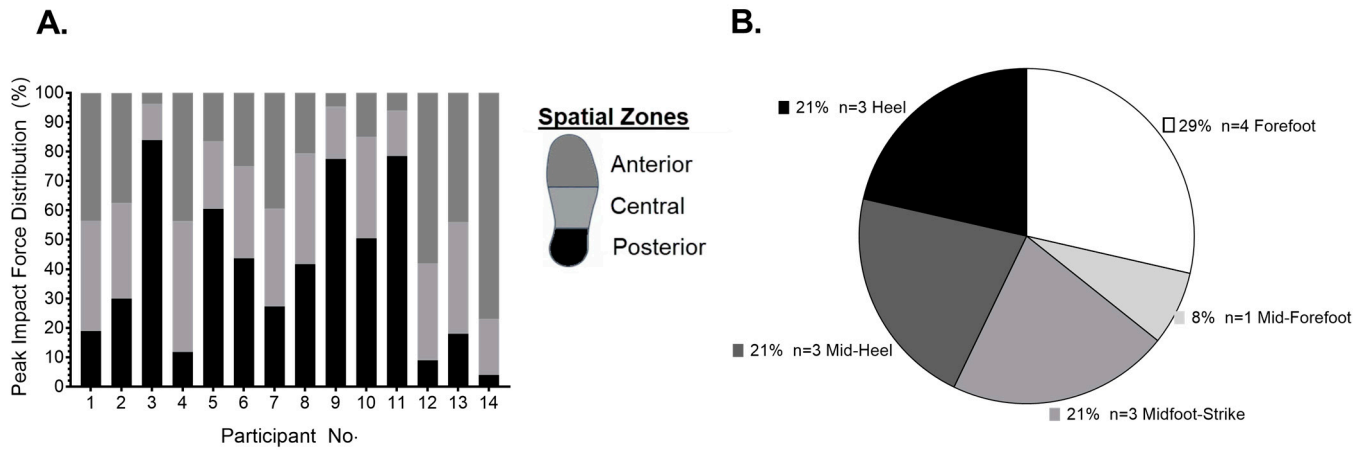 A.
Peak Impact Force Distribution (%)
100
90
80
70
60
50
40
30
20
10
0
1 2 3 4 5 6 7 8 9 10 11 12 13 14
Participant No·
Spatial Zones
Anterior
Central
Posterior
B.
21% n=3 Heel
29% n=4 Forefoot
8% n=1 Mid-Forefoot
21% n=3 Mid-Heel
21% n=3 Midfoot-Strike